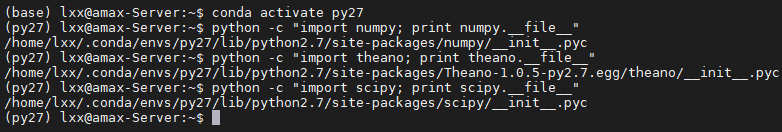 (base) lxx@amax-Server:~$ conda activate py27
(py27) lxx@amax-Server:~$ python -c "import numpy; print numpy.__file__"
/home/lxx/.conda/envs/py27/lib/python2.7/site-packages/numpy/__init__.pyc
(py27) lxx@amax-Server:~$ python -c "import theano; print theano.__file__"
/home/lxx/.conda/envs/py27/lib/python2.7/site-packages/Theano-1.0.5-py2.7.egg/theano/__init__.pyc
(py27) lxx@amax-Server:~$ python -c "import scipy; print scipy.__file__"
/home/lxx/.conda/envs/py27/lib/python2.7/site-packages/scipy/__init__.pyc
(py27) lxx@amax-Server:~$